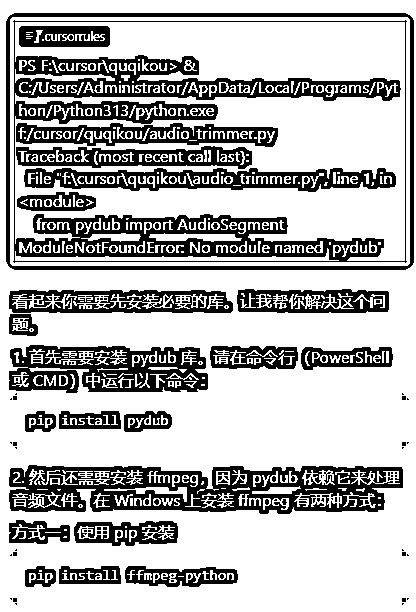 .cursorrules
PS F:\cursor\quqikou> &
C:/Users/Administrator/AppData/Local/Programs/Pyt
hon/Python313/python.exe
f:/cursor/quqikou/audio_trimmer.py
Traceback (most recent call last):
File "f:\cursor\quqikou\audio_trimmer.py", line 1, in
<module>
from pydub import AudioSegment
ModuleNotFoundError: No module named 'pydub'
看起来你需要先安装必要的库。让我帮你解决这个问
题。
1. 首先需要安装 pydub 库。请在命令行（PowerShell
或 CMD）中运行以下命令：
pip install pydub
2. 然后还需要安装 ffmpeg，因为 pydub 依赖它来处理
音频文件。在 Windows 上安装 ffmpeg 有两种方式：
方式一：使用 pip 安装
pip install ffmpeg-python